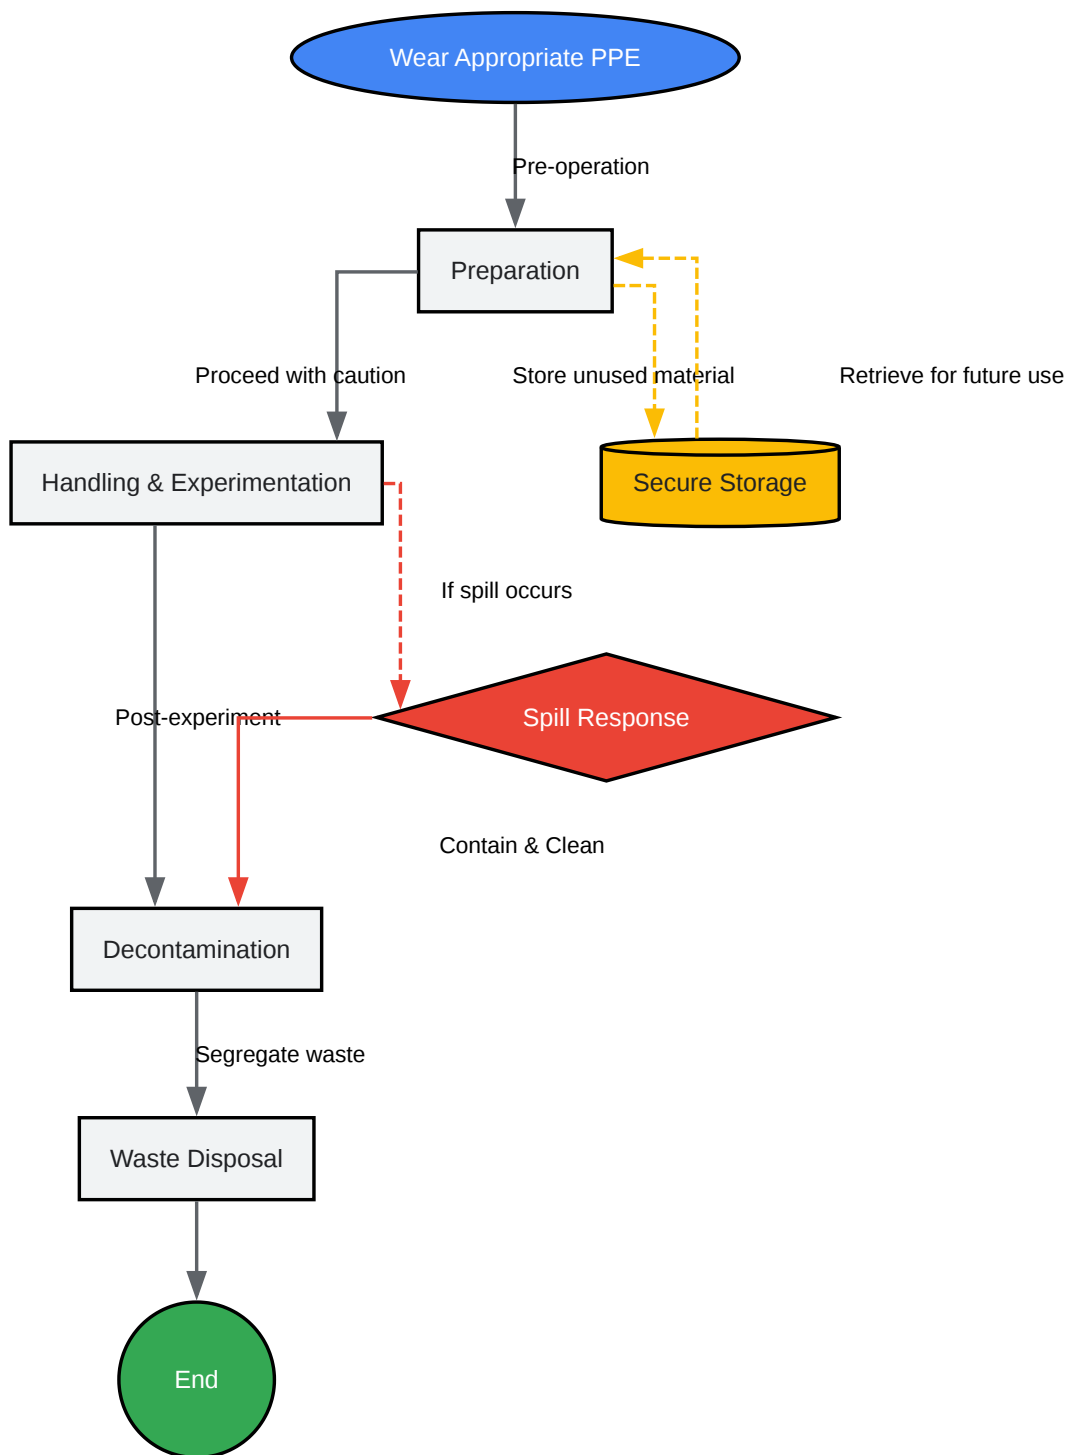 Wear Appropriate PPE
Pre-operation
Preparation
Proceed with caution
Store unused material
Retrieve for future use
Handling & Experimentation
Secure Storage
If spill occurs
Post-experiment
Spill Response
Contain & Clean
Decontamination
Segregate waste
Waste Disposal
End